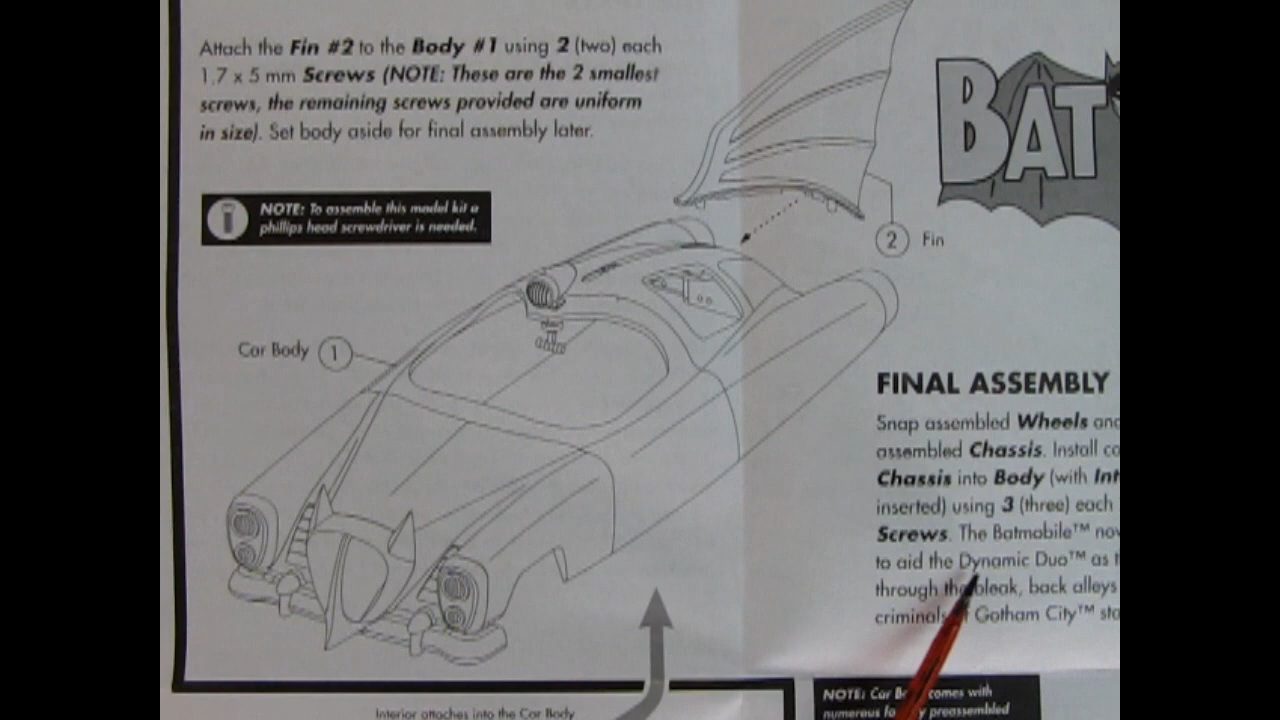 Attach the Fin #2 to the Body #1 using 2 (two) each
1.7 x 5 mm Screws (NOTE: These are the 2 smallest
screws, the remaining screws provided are uniform
in size). Set body aside for final assembly later.
NOTE: To assemble this model kit a
phillips head screwdriver is needed.
BAT
2 Fin
Car Body 1
FINAL ASSEMBLY
Snap assembled Wheels and
assembled Chassis. Install
Chassis into Body (with
inserted) using 3 (three) each
Screws. The Batmobile™
to aid the Dynamic Duo™ as
through the bleak, back alleys
Gotham City™
Interior attaches into the Car Body
NOTE: Car comes with
numerous preassembled